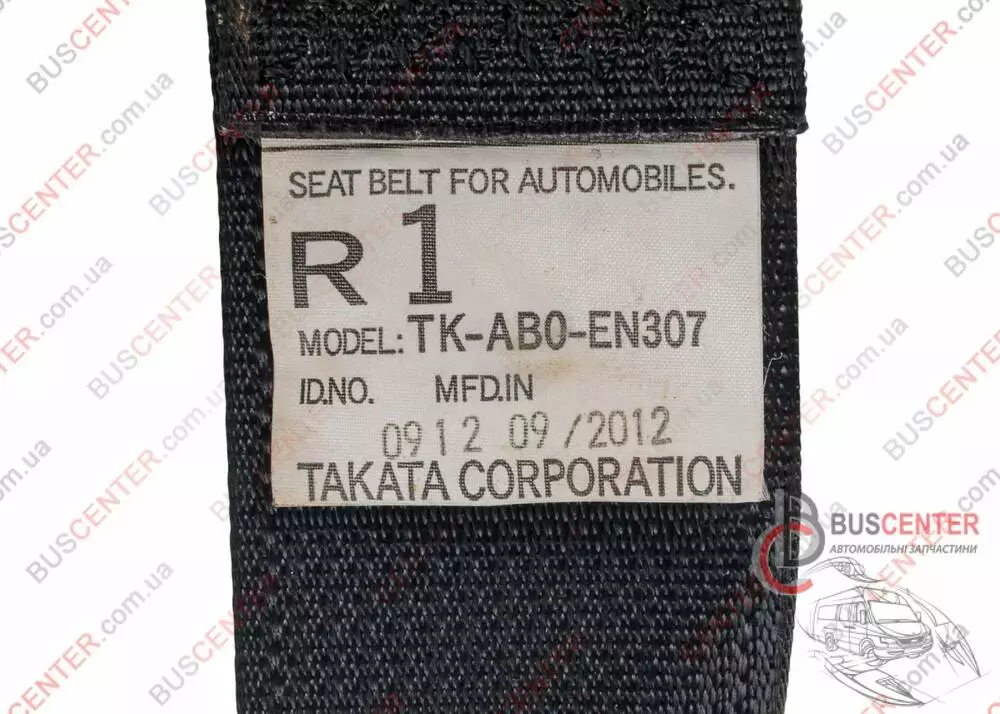 SEAT BELT FOR AUTOMOBILES.
R 1
MODEL: TK-AB0-EN307
ID.NO. MFD.IN
0912 09/2012
TAKATA CORPORATION
BUSCENTER
АВТОМОБІЛЬНІ ЗАПЧАСТИНИ
BUSCENTER.com.ua